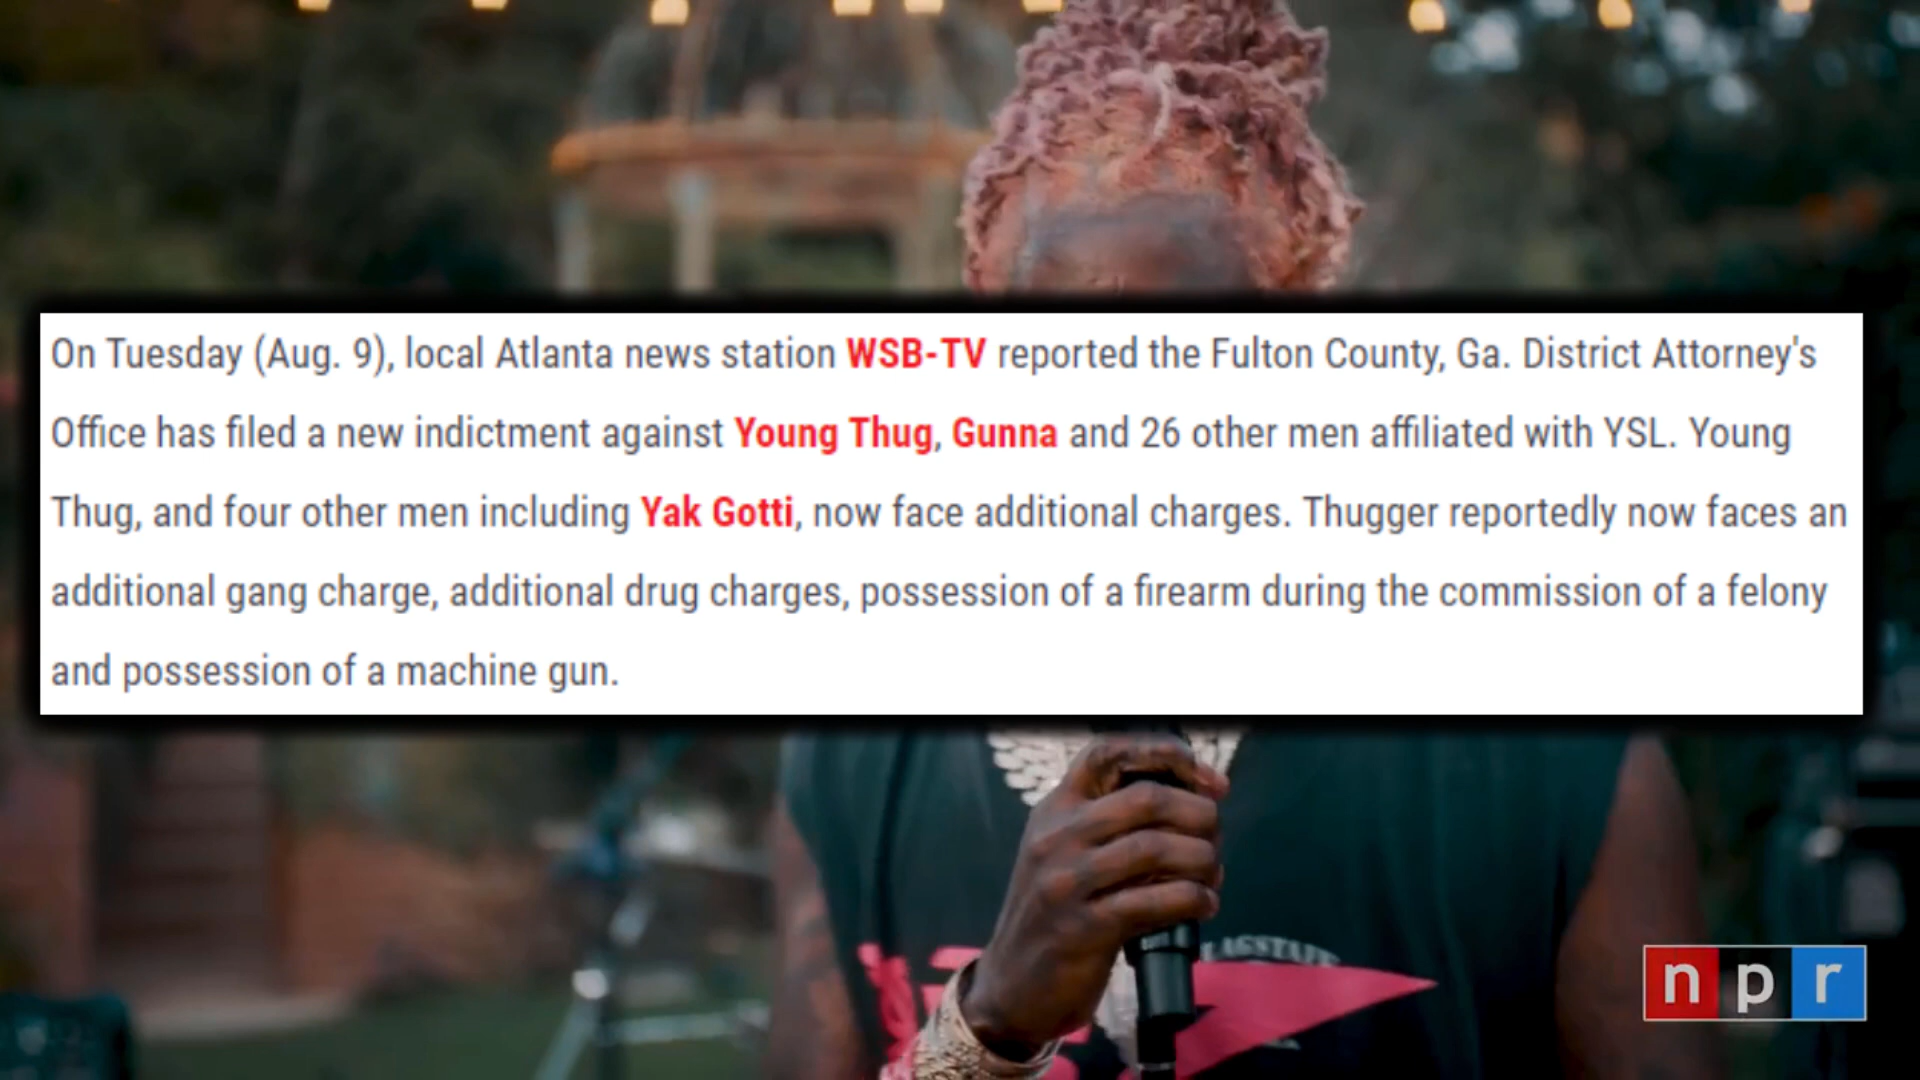 On Tuesday (Aug. 9), local Atlanta news station WSB-TV reported the Fulton County, Ga. District Attorney's
Office has filed a new indictment against Young Thug, Gunna and 26 other men affiliated with YSL. Young
Thug, and four other men including Yak Gotti, now face additional charges. Thugger reportedly now faces an
additional gang charge, additional drug charges, possession of a firearm during the commission of a felony
and possession of a machine gun.
npr